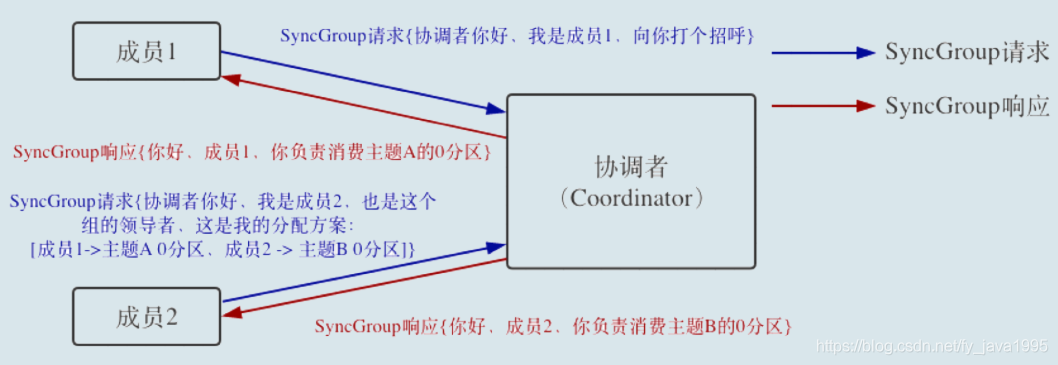 成员1
SyncGroup请求{协调者你好，我是成员1，向你打个招呼}
SyncGroup请求
SyncGroup响应
SyncGroup响应{你好，成员1，你负责消费主题A的0分区}
协调者
（Coordinator）
SyncGroup请求{协调者你好，我是成员2，也是这个
组的领导者，这是我的分配方案：
[成员1->主题A 0分区、成员2 -> 主题B 0分区]}
成员2
SyncGroup响应{你好，成员2，你负责消费主题B的0分区}
https://blog.csdn.net/fy_java1995